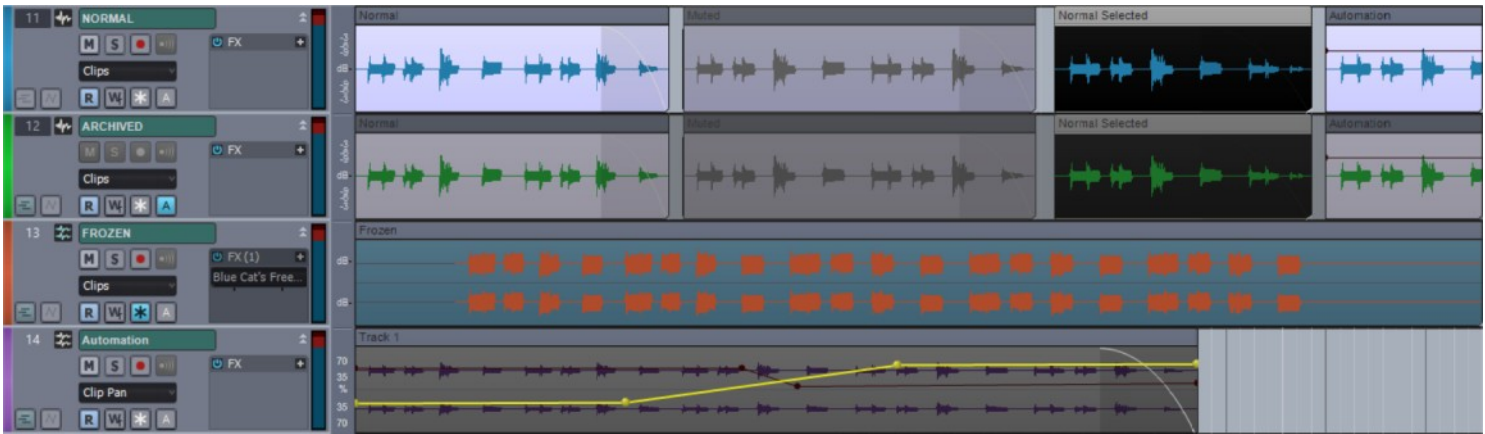 11 NORMAL
M S
FX +
Clips
R W * A
Normal
Muted
Normal Selected
Automation
dB
12 ARCHIVED
M S
FX +
Clips
R W * A
Normal
Muted
Normal Selected
Automation
dB
13 FROZEN
M S
FX (1) +
Blue Cat's Free...
Clips
R W * A
Frozen
dB
dB
14 Automation
M S
FX +
Clip Pan
R W * A
Track 1
70
35
%
35
70